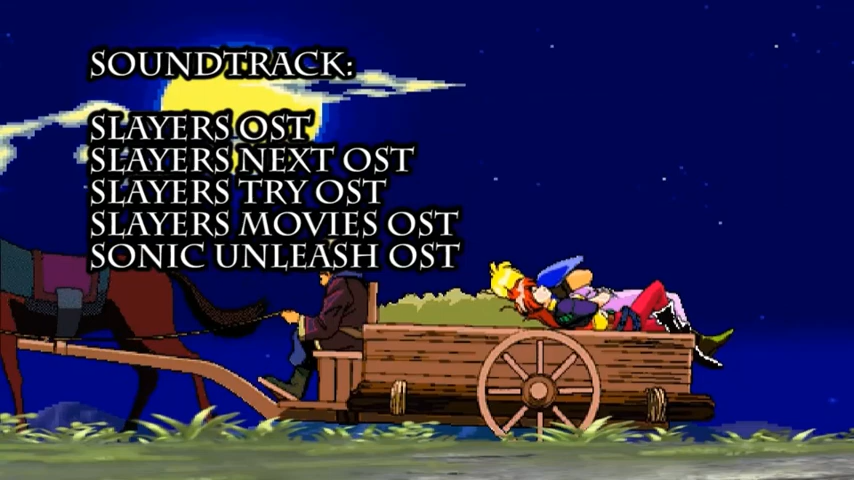 SOUNDTRACK:
SLAYERS OST
SLAYERS NEXT OST
SLAYERS TRY OST
SLAYERS MOVIES OST
SONIC UNLEASH OST